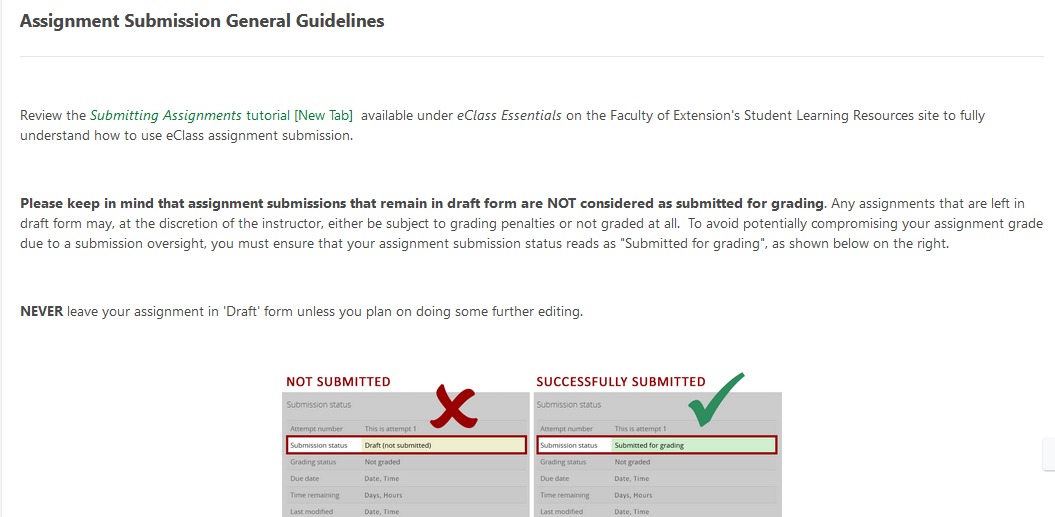 Assignment Submission General Guidelines
Review the Submitting Assignments tutorial [New Tab] available under eClass Essentials on the Faculty of Extension's Student Learning Resources site to fully
understand how to use eClass assignment submission.
Please keep in mind that assignment submissions that remain in draft form are NOT considered as submitted for grading. Any assignments that are left in
draft form may, at the discretion of the instructor, either be subject to grading penalties or not graded at all. To avoid potentially compromising your assignment grade
due to a submission oversight, you must ensure that your assignment submission status reads as "Submitted for grading", as shown below on the right.
NEVER leave your assignment in 'Draft' form unless you plan on doing some further editing.
NOT SUBMITTED
Submission status
Attempt number This is attempt 1
Submission status Draft (not submitted)
Grading status Not graded
Due date Date, Time
Time remaining Days, Hours
Last modified Date, Time
SUCCESSFULLY SUBMITTED
Submission status
Attempt number This is attempt 1
Submission status Submitted for grading
Grading status Not graded
Due date Date, Time
Time remaining Days, Hours
Last modified Date, Time